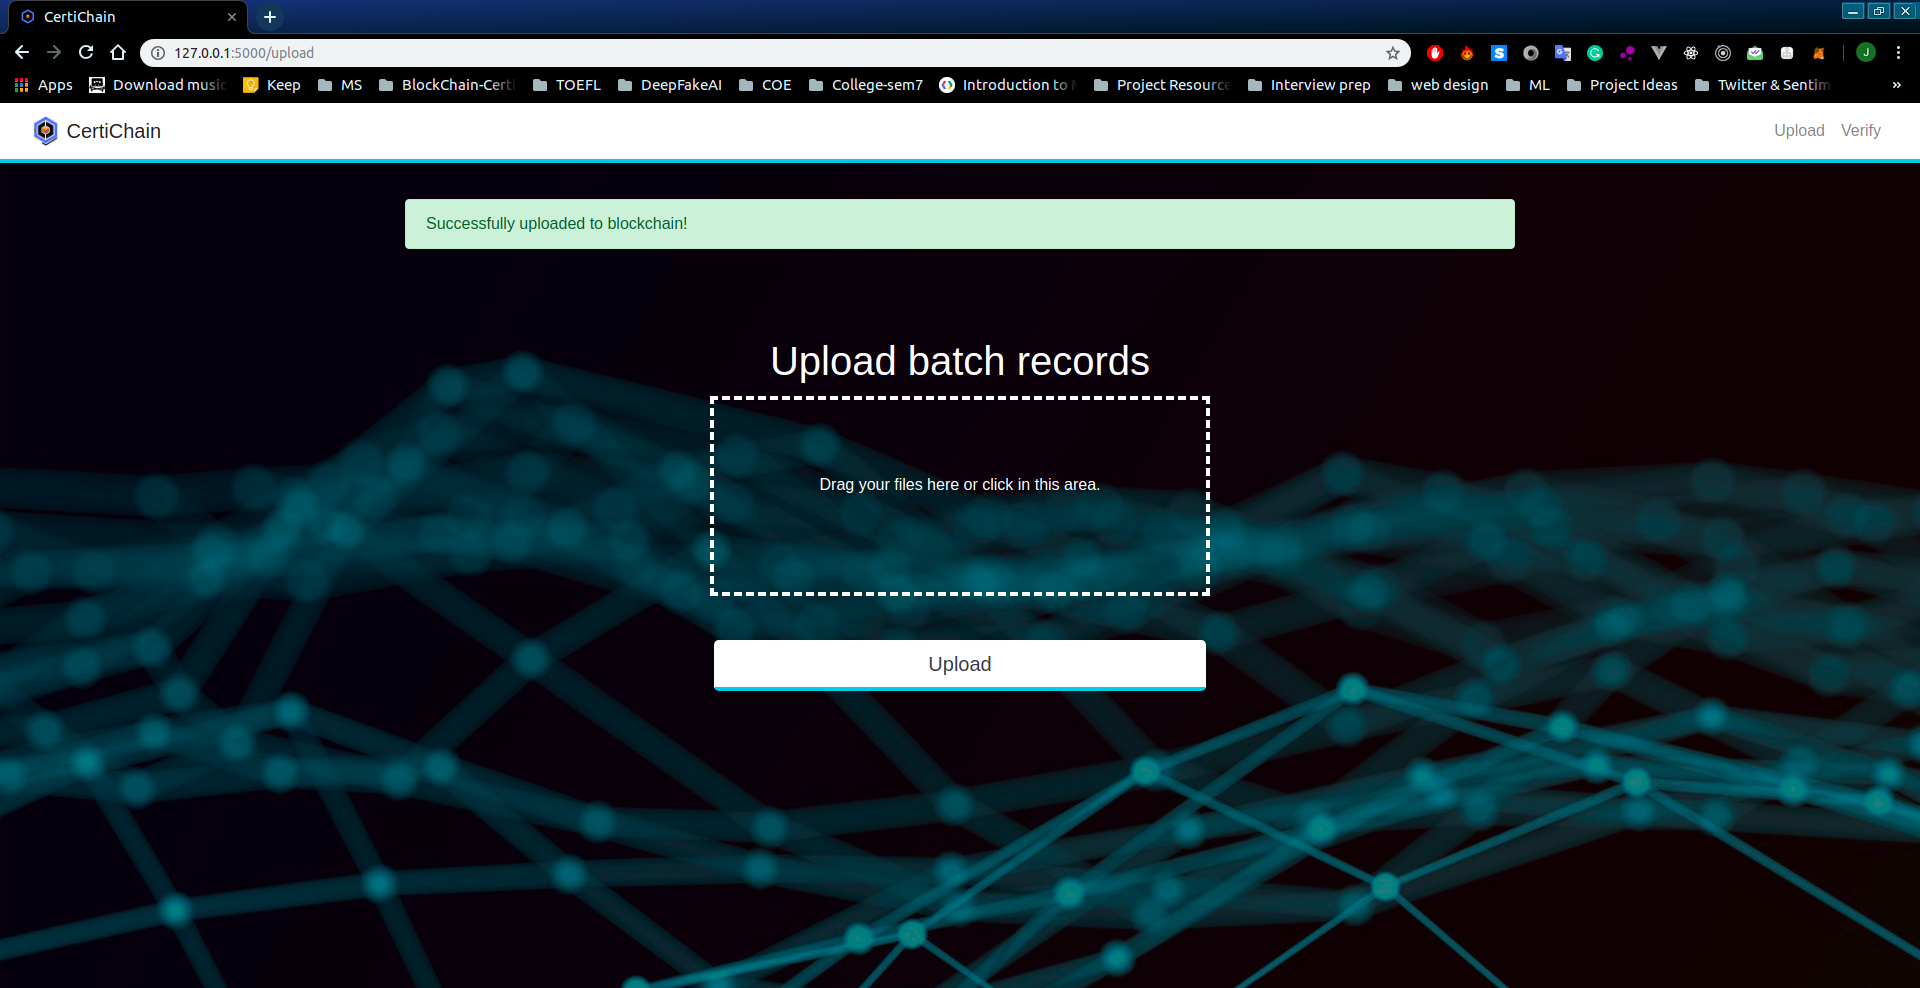 CertiChain
127.0.0.1:5000/upload
Apps Download music Keep MS BlockChain-Certi TOEFL DeepFakeAI COE College-sem7 Introduction to Project Resource Interview prep web design ML Project Ideas Twitter & Sentim »
CertiChain Upload Verify
Successfully uploaded to blockchain!
Upload batch records
Drag your files here or click in this area.
Upload